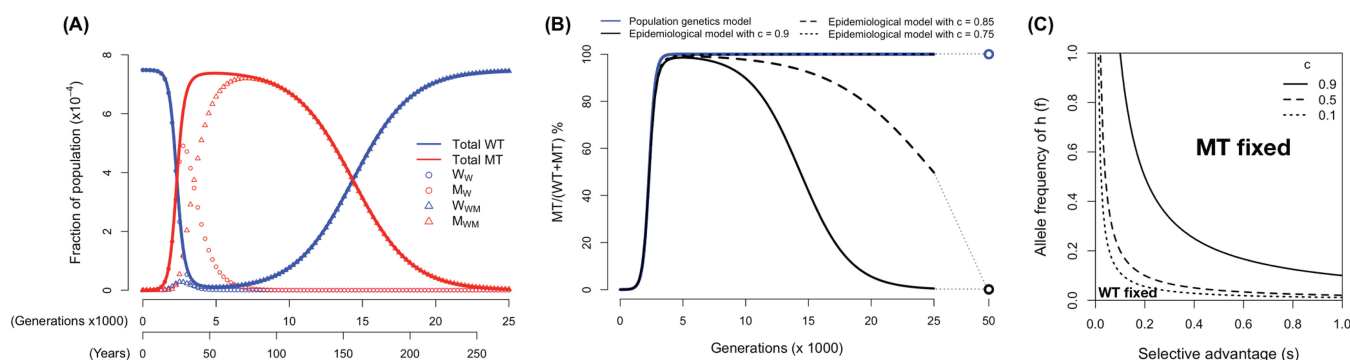 (A)
Fraction of population (x10⁻⁴)
8
6
4
2
0
Total WT
Total MT
W_W
M_W
W_WM
M_WM
(Generations x1000) 0 5 10 15 20 25
(Years) 0 50 100 150 200 250
(B)
Population genetics model
Epidemiological model with c = 0.9
Epidemiological model with c = 0.85
Epidemiological model with c = 0.75
MT/(WT+MT) %
100
80
60
40
20
0
0 5 10 15 20 25 50
Generations (x 1000)
(C)
Allele frequency of h (f)
1.0
0.8
0.6
0.4
0.2
0.0
c
0.9
0.5
0.1
MT fixed
WT fixed
0.0 0.2 0.4 0.6 0.8 1.0
Selective advantage (s)